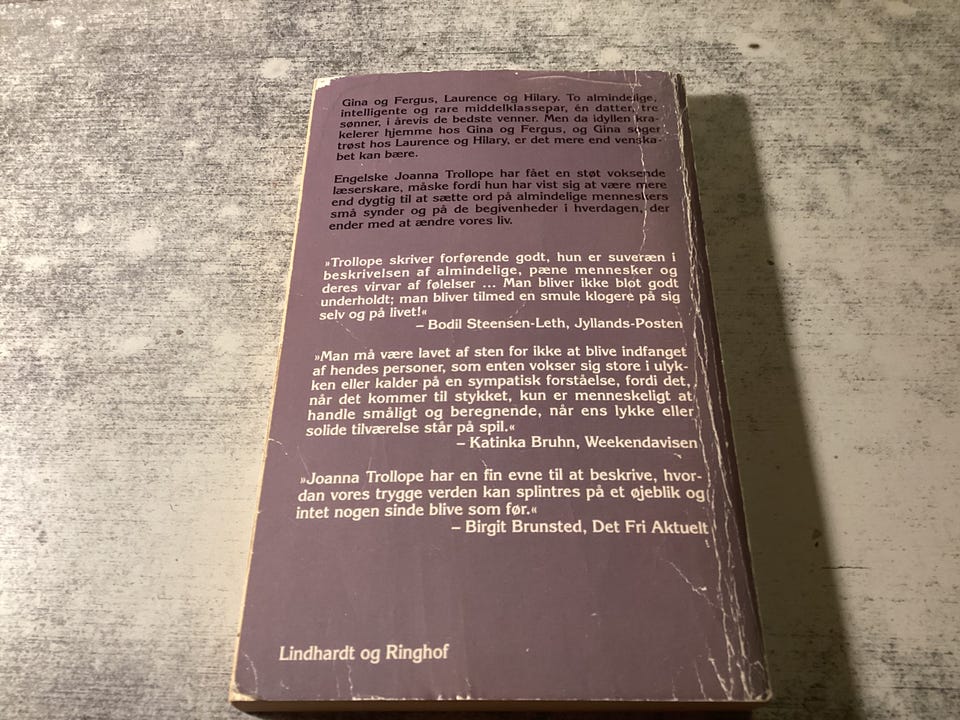 Gina og Fergus, Laurence og Hilary. To almindelige,
intelligente og rare middelklassepar, én datter, tre
sønner, i årevis de bedste venner. Men da idyllen kra-
kelerer hjemme hos Gina og Fergus, og Gina søger
trøst hos Laurence og Hilary, er det mere end venska-
bet kan bære.
Engelske Joanna Trollope har fået en støt voksende
læserskare, måske fordi hun har vist sig at være mere
end dygtig til at sætte ord på almindelige menneskers
små synder og på de begivenheder i hverdagen, der
ender med at ændre vores liv.
»Trollope skriver forførende godt, hun er suveræn i
beskrivelsen af almindelige, pæne mennesker og
deres virvar af følelser ... Man bliver ikke blot godt
underholdt; man bliver tilmed en smule klogere på sig
selv og på livet!«
– Bodil Steensen-Leth, Jyllands-Posten
»Man må være lavet af sten for ikke at blive indfanget
af hendes personer, som enten vokser sig store i ulyk-
ken eller kalder på en sympatisk forståelse, fordi det,
når det kommer til stykket, kun er menneskeligt at
handle småligt og beregnende, når ens lykke eller
solide tilværelse står på spil.«
– Katinka Bruhn, Weekendavisen
»Joanna Trollope har en fin evne til at beskrive, hvor-
dan vores trygge verden kan splintres på et øjeblik og
intet nogen sinde blive som før.«
– Birgit Brunsted, Det Fri Aktuelt
Lindhardt og Ringhof